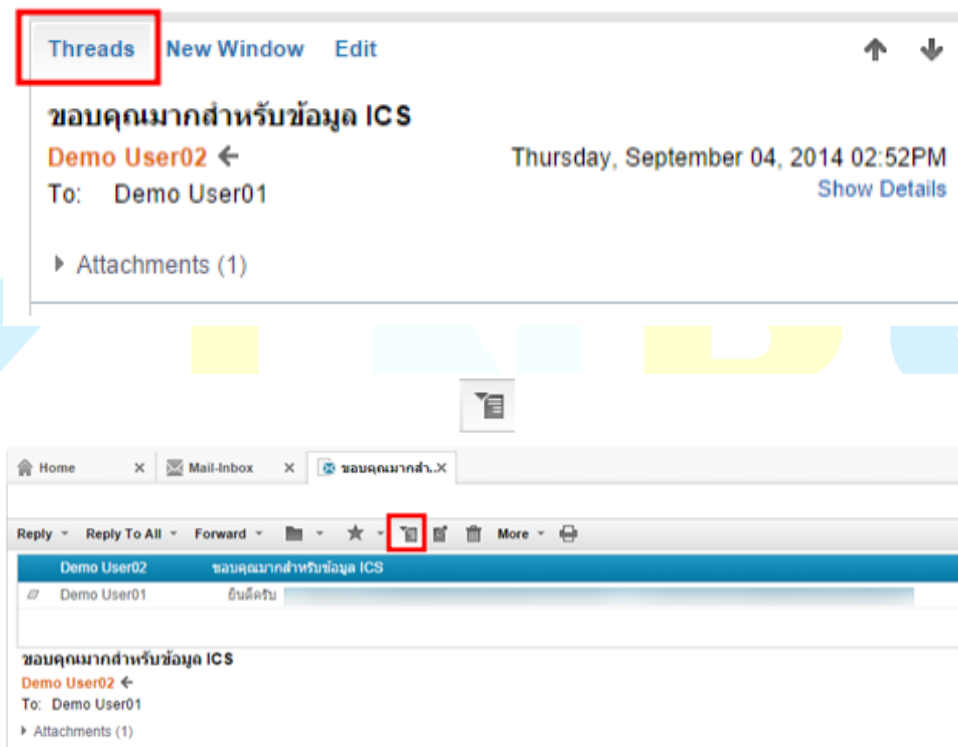 Threads New Window Edit
ขอบคุณมากสำหรับข้อมูล ICS
Demo User02 Thursday, September 04, 2014 02:52PM
To: Demo User01 Show Details
Attachments (1)
Home X Mail-Inbox X ขอบคุณมากสำ..X
Reply Reply To All Forward More
Demo User02 ขอบคุณมากสำหรับข้อมูล ICS
Demo User01 ยินดีครับ
ขอบคุณมากสำหรับข้อมูล ICS
Demo User02
To: Demo User01
Attachments (1)